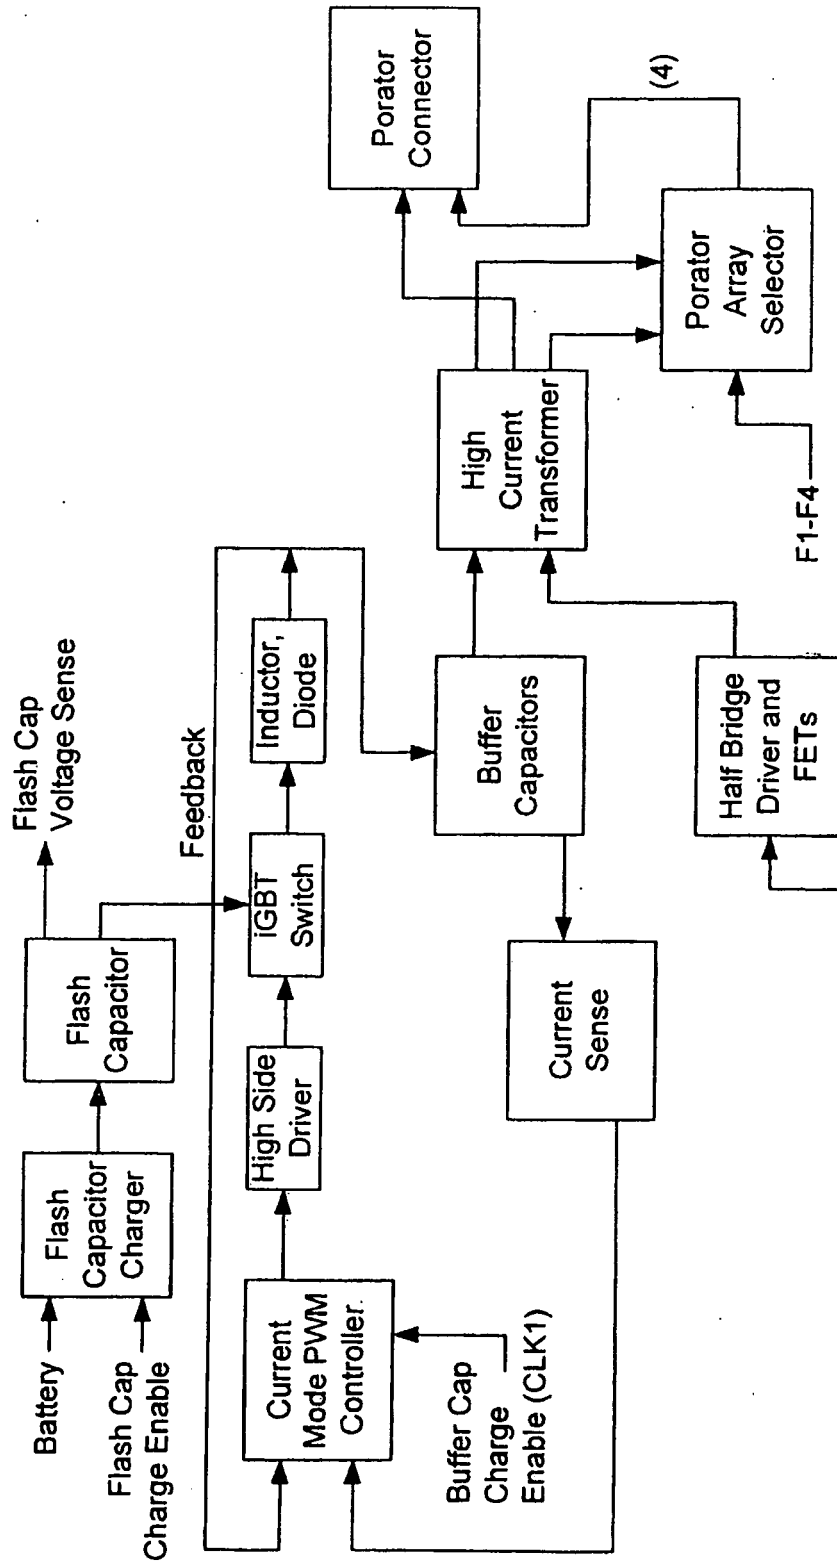 Battery
Flash Cap
Charge Enable
Flash
Capacitor
Charger
Flash
Capacitor
Flash Cap
Voltage Sense
Feedback
Current
Mode PWM
Controller.
High Side
Driver
iGBT
Switch
Inductor,
Diode
Buffer Cap
Charge
Enable (CLK1)
Current
Sense
Buffer
Capacitors
High
Current
Transformer
Porator
Connector
Half Bridge
Driver and
FETs
F1-F4
Porator
Array
Selector
(4)